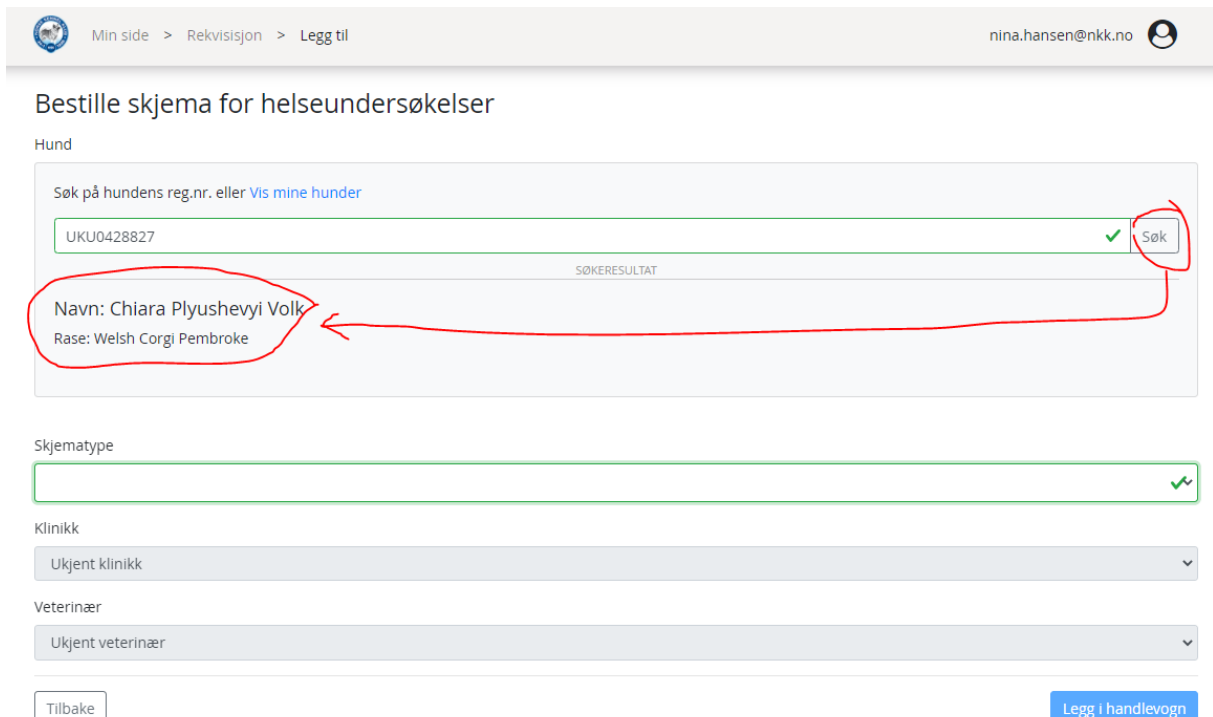 Min side > Rekvisisjon > Legg til
nina.hansen@nkk.no
Bestille skjema for helseundersøkelser
Hund
Søk på hundens reg.nr. eller Vis mine hunder
UKU0428827
Søk
SØKERESULTAT
Navn: Chiara Plyushevyi Volk
Rase: Welsh Corgi Pembroke
Skjematype
Klinikk
Ukjent klinikk
Veterinær
Ukjent veterinær
Tilbake
Legg i handlevogn